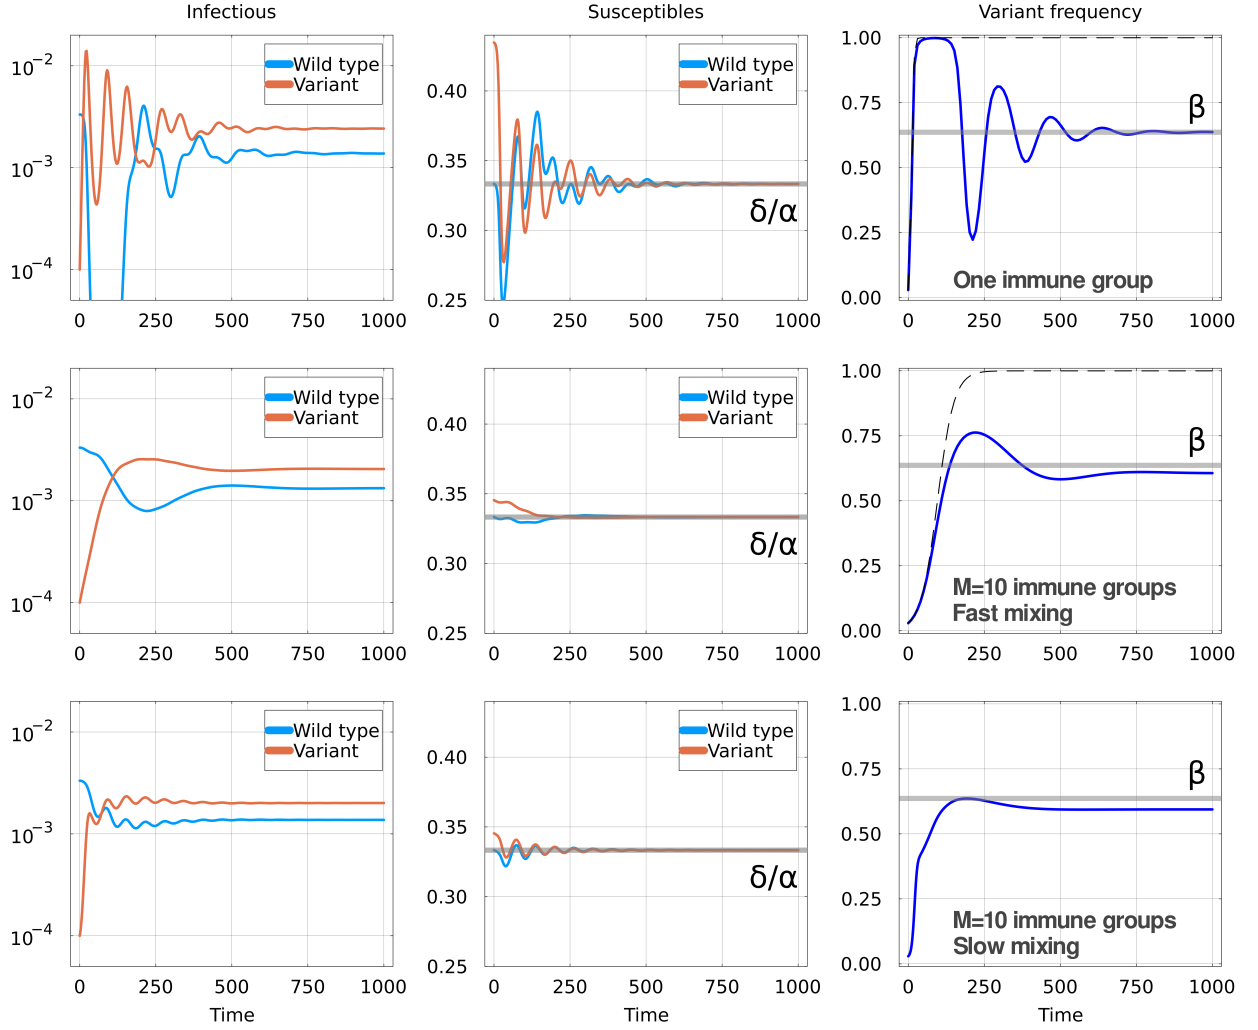 Infectious
Susceptibles
Variant frequency
10−2
10−3
10−4
Wild type
Variant
0 250 500 750 1000
0.40
0.35
0.30
0.25
Wild type
Variant
δ/α
0 250 500 750 1000
1.00
0.75
0.50
0.25
0.00
β
One immune group
0 250 500 750 1000
10−2
10−3
10−4
Wild type
Variant
0 250 500 750 1000
0.40
0.35
0.30
0.25
Wild type
Variant
δ/α
0 250 500 750 1000
1.00
0.75
0.50
0.25
0.00
β
M=10 immune groups
Fast mixing
0 250 500 750 1000
10−2
10−3
10−4
Wild type
Variant
0 250 500 750 1000
Time
0.40
0.35
0.30
0.25
Wild type
Variant
δ/α
0 250 500 750 1000
Time
1.00
0.75
0.50
0.25
0.00
β
M=10 immune groups
Slow mixing
0 250 500 750 1000
Time